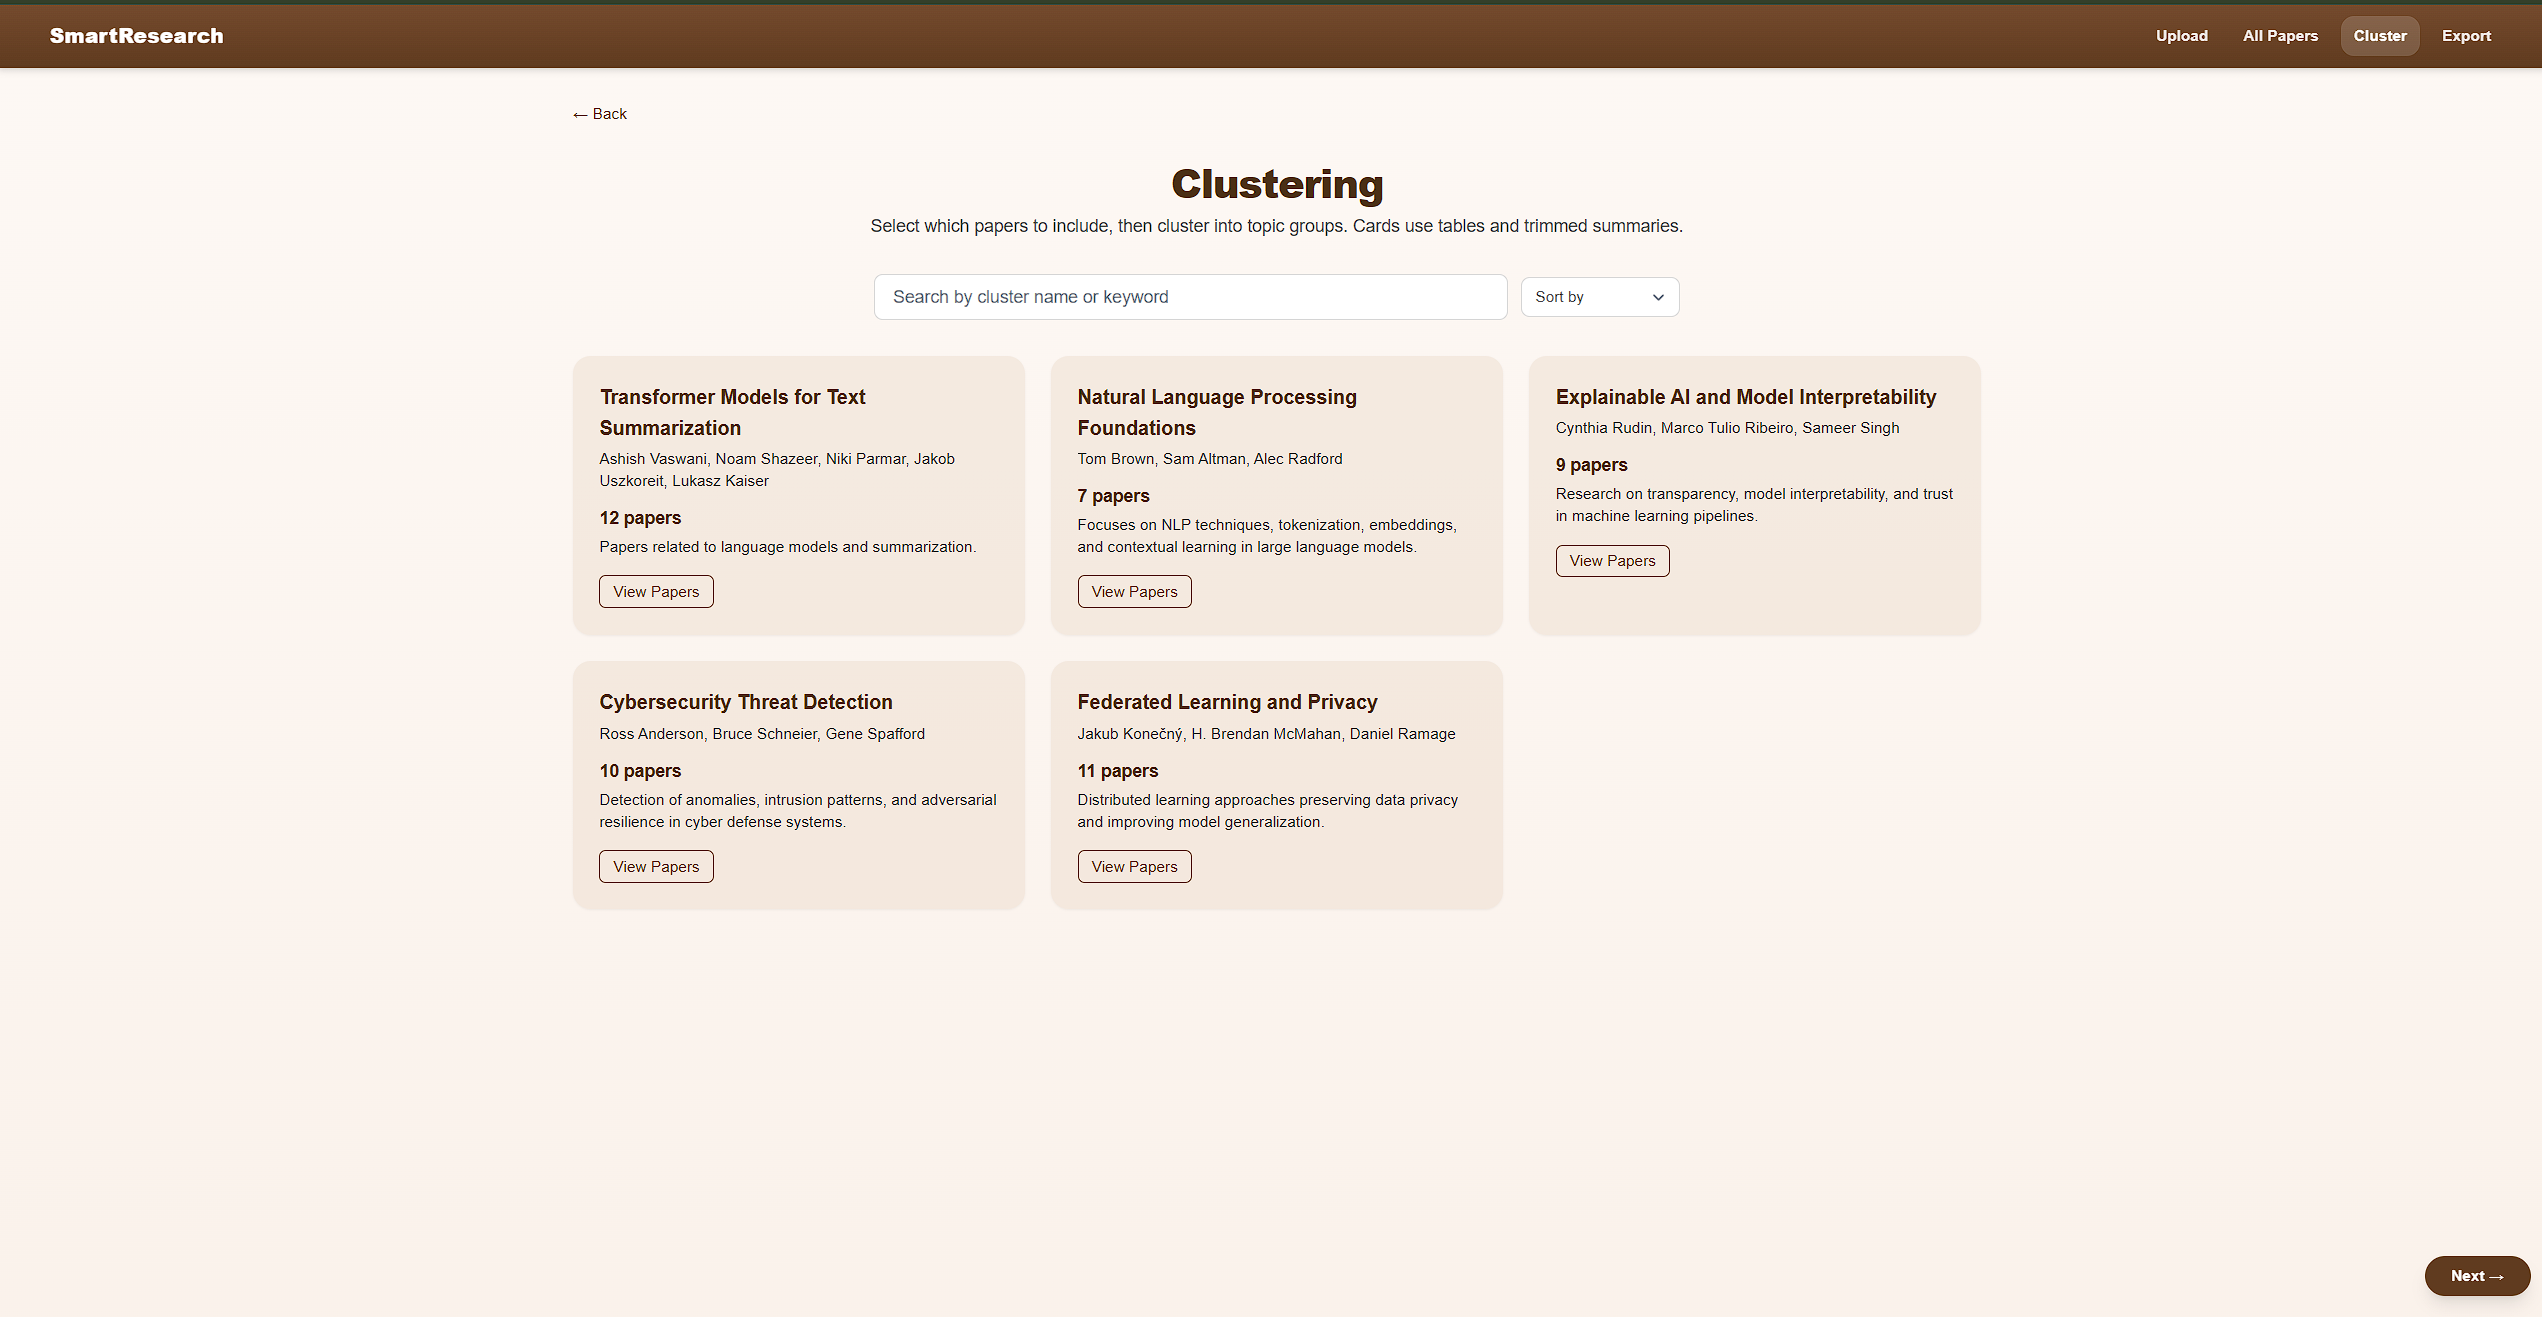 SmartResearch
Upload
All Papers
Cluster
Export
← Back
Clustering
Select which papers to include, then cluster into topic groups. Cards use tables and trimmed summaries.
Search by cluster name or keyword
Sort by
Transformer Models for Text
Summarization
Ashish Vaswani, Noam Shazeer, Niki Parmar, Jakob
Uszkoreit, Lukasz Kaiser
12 papers
Papers related to language models and summarization.
View Papers
Natural Language Processing
Foundations
Tom Brown, Sam Altman, Alec Radford
7 papers
Focuses on NLP techniques, tokenization, embeddings,
and contextual learning in large language models.
View Papers
Explainable AI and Model Interpretability
Cynthia Rudin, Marco Tulio Ribeiro, Sameer Singh
9 papers
Research on transparency, model interpretability, and trust
in machine learning pipelines.
View Papers
Cybersecurity Threat Detection
Ross Anderson, Bruce Schneier, Gene Spafford
10 papers
Detection of anomalies, intrusion patterns, and adversarial
resilience in cyber defense systems.
View Papers
Federated Learning and Privacy
Jakub Konečný, H. Brendan McMahan, Daniel Ramage
11 papers
Distributed learning approaches preserving data privacy
and improving model generalization.
View Papers
Next →